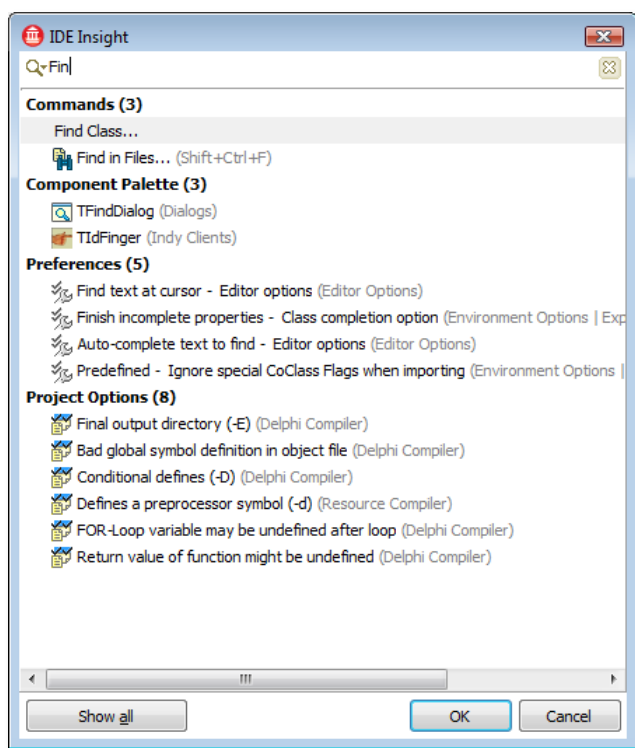 IDE Insight
Fin
Commands (3)
Find Class...
Find in Files... (Shift+Ctrl+F)
Component Palette (3)
TFindDialog (Dialogs)
TIdFinger (Indy Clients)
Preferences (5)
Find text at cursor - Editor options (Editor Options)
Finish incomplete properties - Class completion option (Environment Options | Exp
Auto-complete text to find - Editor options (Editor Options)
Predefined - Ignore special CoClass Flags when importing (Environment Options |
Project Options (8)
Final output directory (-E) (Delphi Compiler)
Bad global symbol definition in object file (Delphi Compiler)
Conditional defines (-D) (Delphi Compiler)
Defines a preprocessor symbol (-d) (Resource Compiler)
FOR-Loop variable may be undefined after loop (Delphi Compiler)
Return value of function might be undefined (Delphi Compiler)
Show all OK Cancel